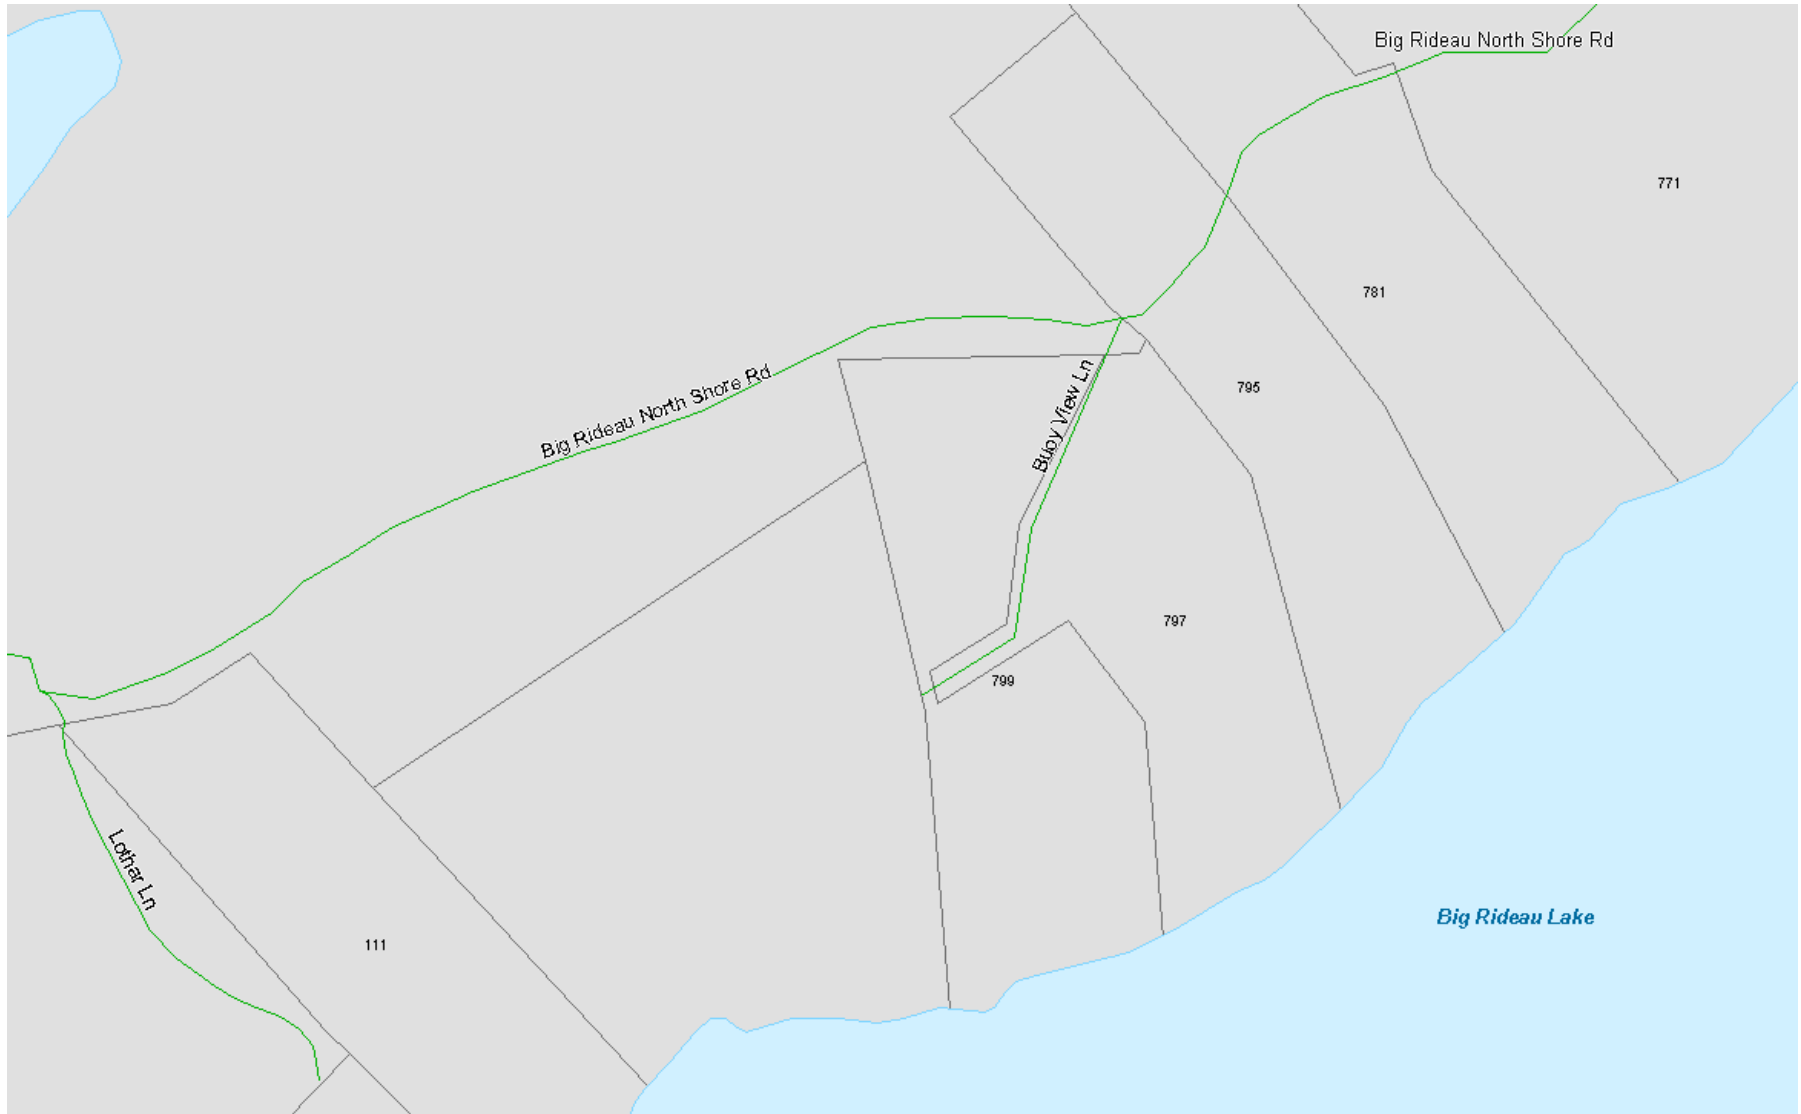 Big Rideau North Shore Rd
771
781
Buoy View Ln
795
Big Rideau North Shore Rd
797
799
Lothar Ln
111
Big Rideau Lake